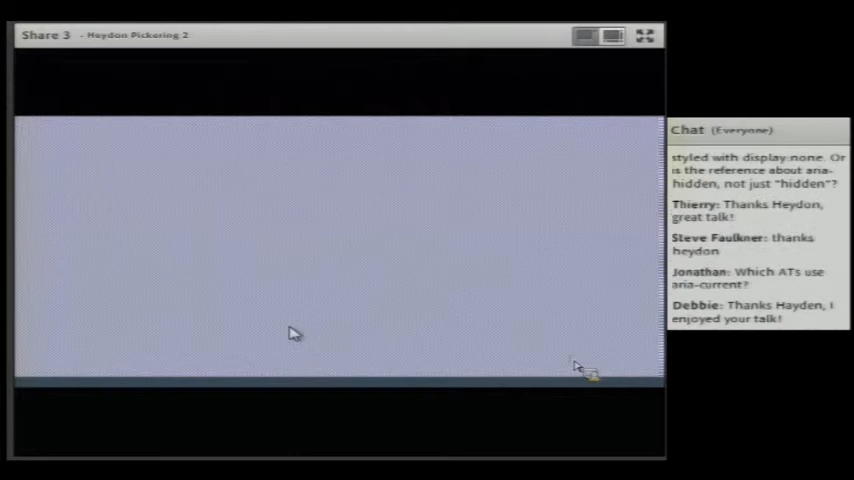 Share 3 - Heydon Pickering 2
Chat (Everyone)
styled with display:none. Or
is the reference about aria-
hidden, not just "hidden"?
Thierry: Thanks Heydon,
great talk!
Steve Faulkner: thanks
heydon
Jonathan: Which ATs use
aria-current?
Debbie: Thanks Hayden, I
enjoyed your talk!